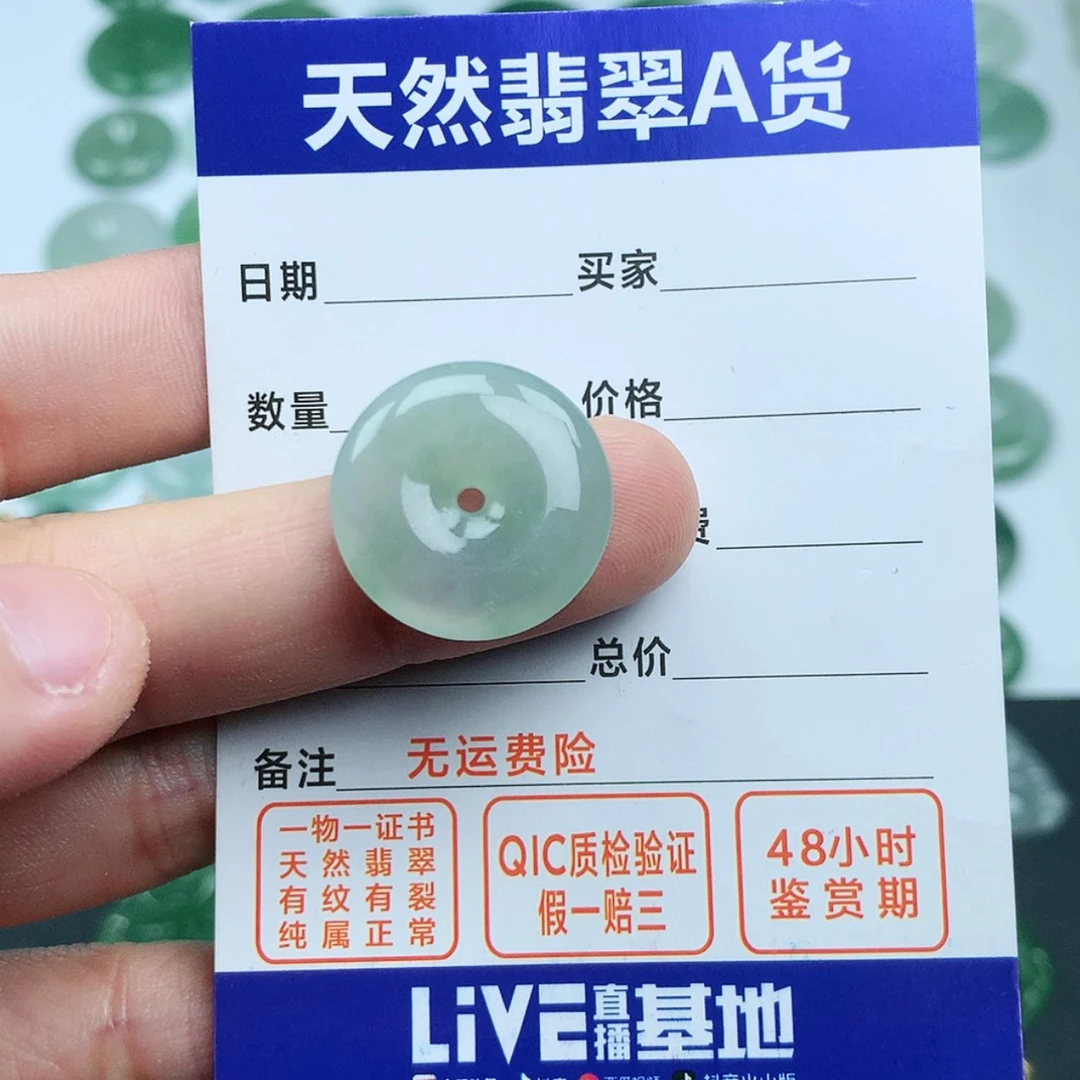 天然翡翠A货
日期 买家
数量 价格
费
总价
备注 无运费险
一物一证书
天然翡翠
有纹有裂
纯属正常
QIC质检验证
假一赔三
48小时
鉴赏期
LiVE直播基地